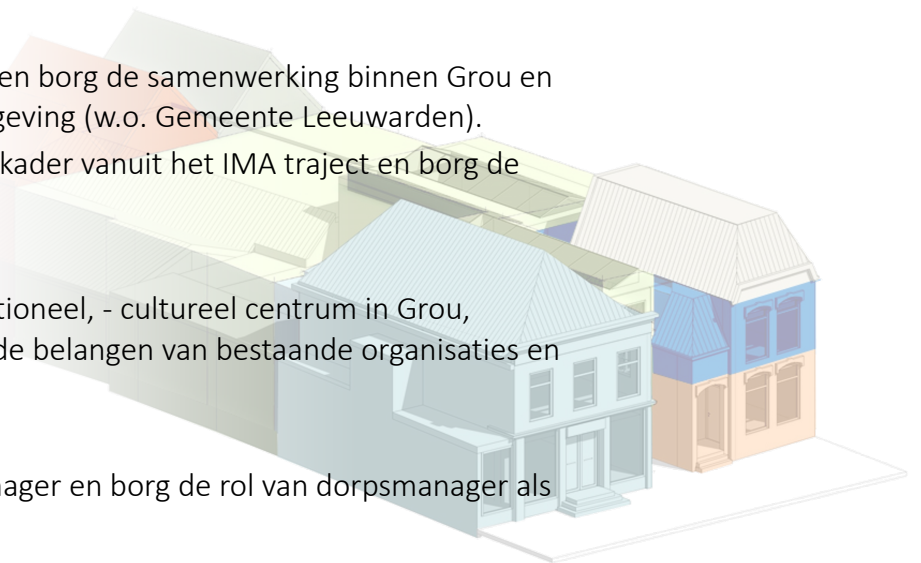 en borg de samenwerking binnen Grou en
geving (w.o. Gemeente Leeuwarden).
kader vanuit het IMA traject en borg de
tioneel, - cultureel centrum in Grou,
de belangen van bestaande organisaties en
nager en borg de rol van dorpsmanager als